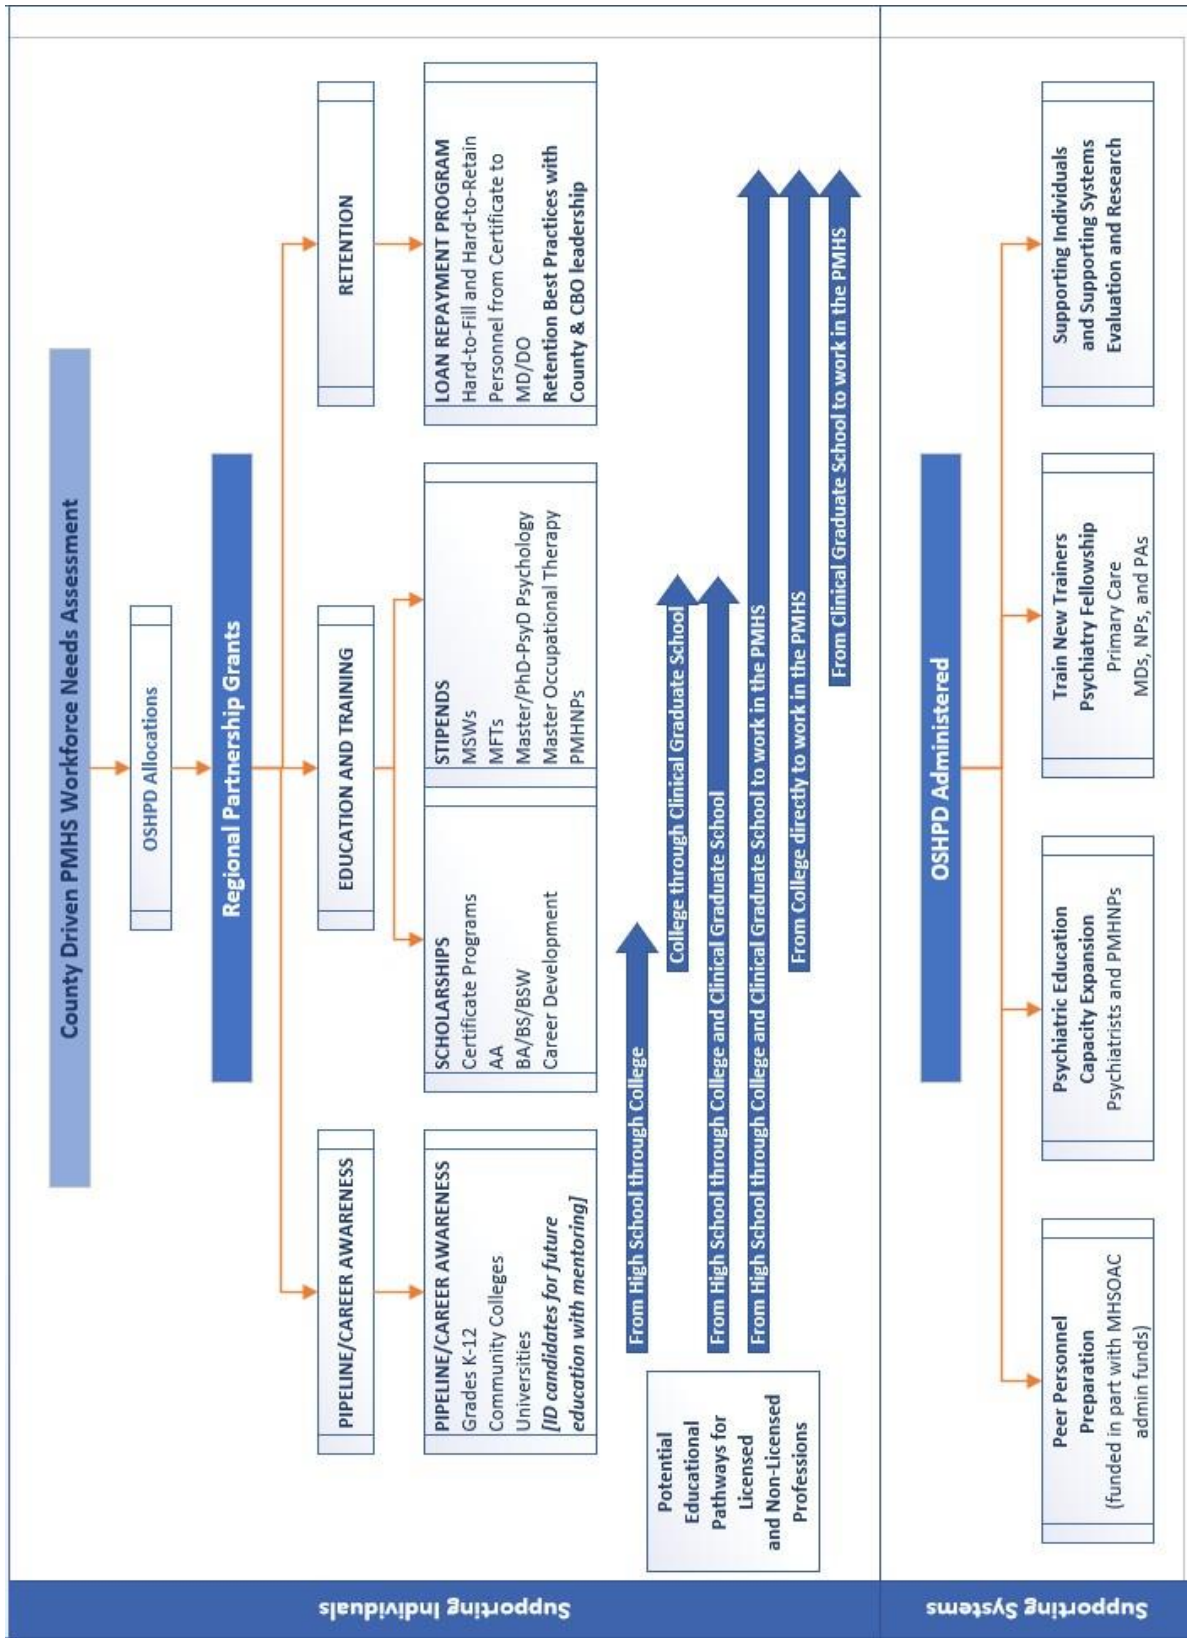 Supporting Individuals
County Driven PMHS Workforce Needs Assessment
OSHPD Allocations
Regional Partnership Grants
PIPELINE/CAREER AWARENESS
EDUCATION AND TRAINING
RETENTION
PIPELINE/CAREER AWARENESS
Grades K-12
Community Colleges
Universities
[ID candidates for future
education with mentoring]
SCHOLARSHIPS
Certificate Programs
AA
BA/BS/BSW
Career Development
STIPENDS
MSWs
MFTs
Master/PhD-PsyD Psychology
Master Occupational Therapy
PMHNPs
LOAN REPAYMENT PROGRAM
Hard-to-Fill and Hard-to-Retain
Personnel from Certificate to
MD/DO
Retention Best Practices with
County & CBO leadership
Potential
Educational
Pathways for
Licensed
and Non-Licensed
Professions
From High School through College
College through Clinical Graduate School
From High School through College and Clinical Graduate School
From High School through College and Clinical Graduate School to work in the PMHS
From College directly to work in the PMHS
From Clinical Graduate School to work in the PMHS
Supporting Systems
OSHPD Administered
Peer Personnel
Preparation
(funded in part with MHSOAC
admin funds)
Psychiatric Education
Capacity Expansion
Psychiatrists and PMHNPs
Train New Trainers
Psychiatry Fellowship
Primary Care
MDs, NPs, and PAs
Supporting Individuals
and Supporting Systems
Evaluation and Research